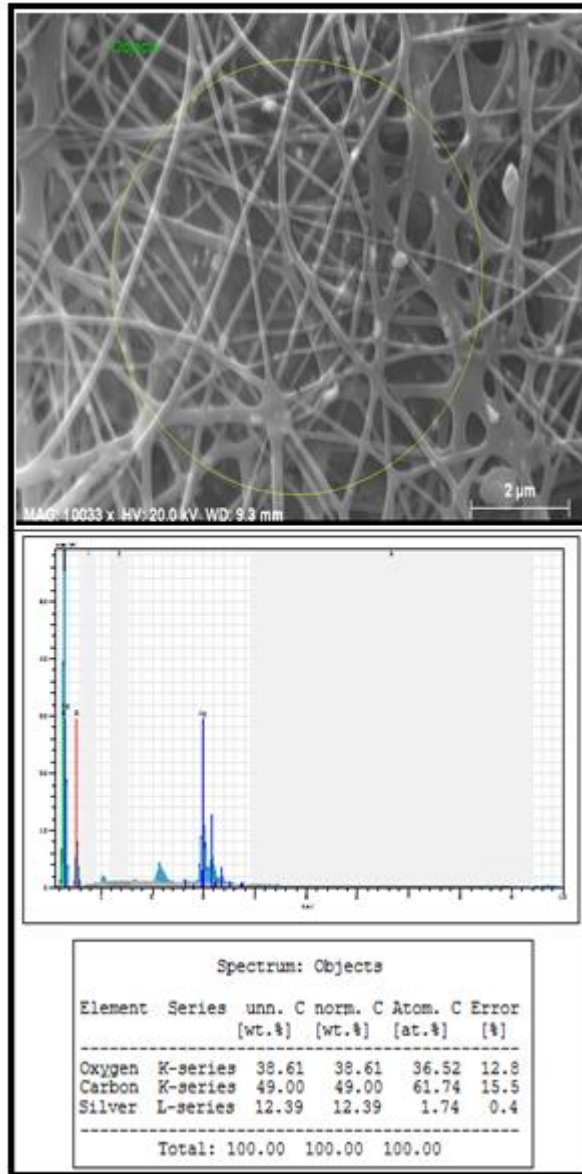 Objects
MAG: 10033 x HV: 20.0 kV WD: 9.3 mm
2 µm
Spectrum: Objects
Element Series unn. C norm. C Atom. C Error
[wt.%] [wt.%] [at.%] [%]
Oxygen K-series 38.61 38.61 36.52 12.8
Carbon K-series 49.00 49.00 61.74 15.5
Silver L-series 12.39 12.39 1.74 0.4
Total: 100.00 100.00 100.00